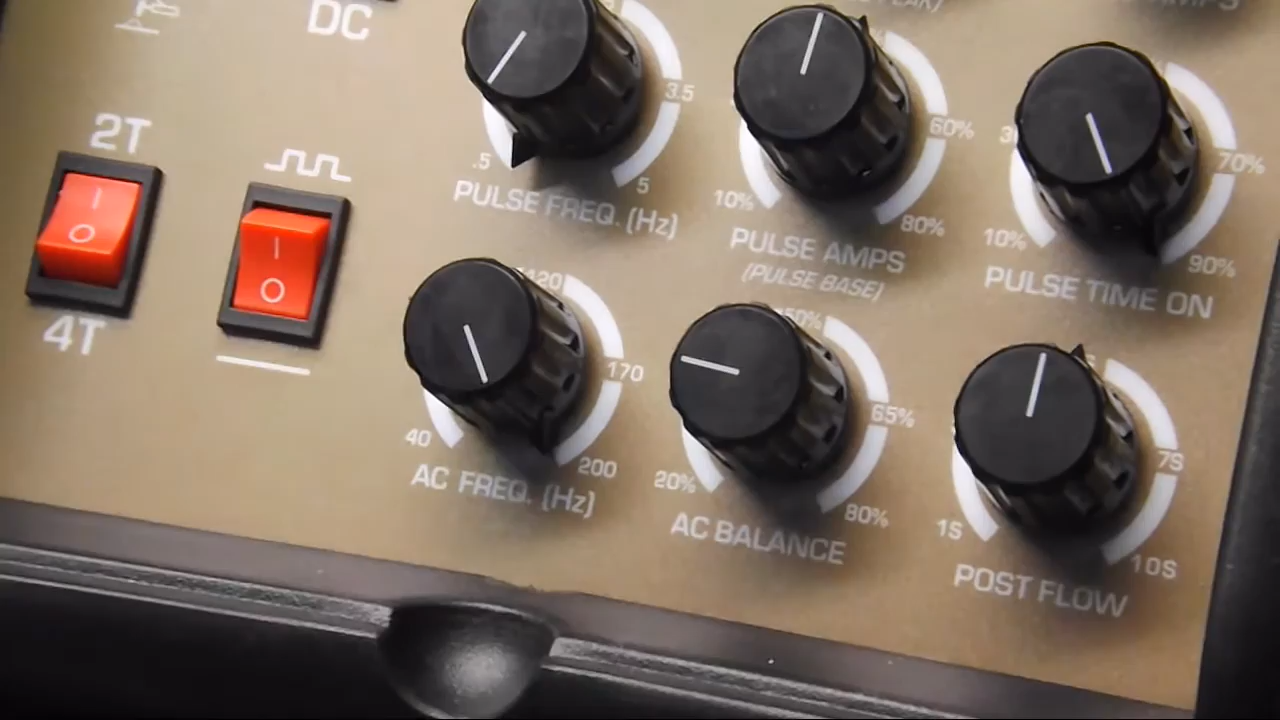 DC
2T
4T
3.5
.5
5
PULSE FREQ. (Hz)
60%
10%
80%
PULSE AMPS
(PULSE BASE)
70%
10%
90%
PULSE TIME ON
120
170
40
200
AC FREQ. (Hz)
50%
65%
20%
80%
AC BALANCE
7S
1S
10S
POST FLOW